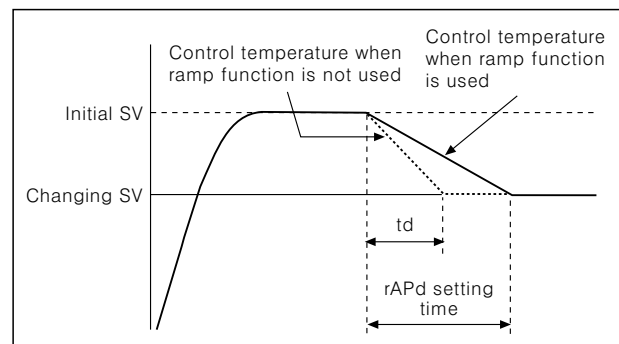 Control temperature when
ramp function is not used
Control temperature
when ramp function
is used
Initial SV
Changing SV
td
rAPd setting
time